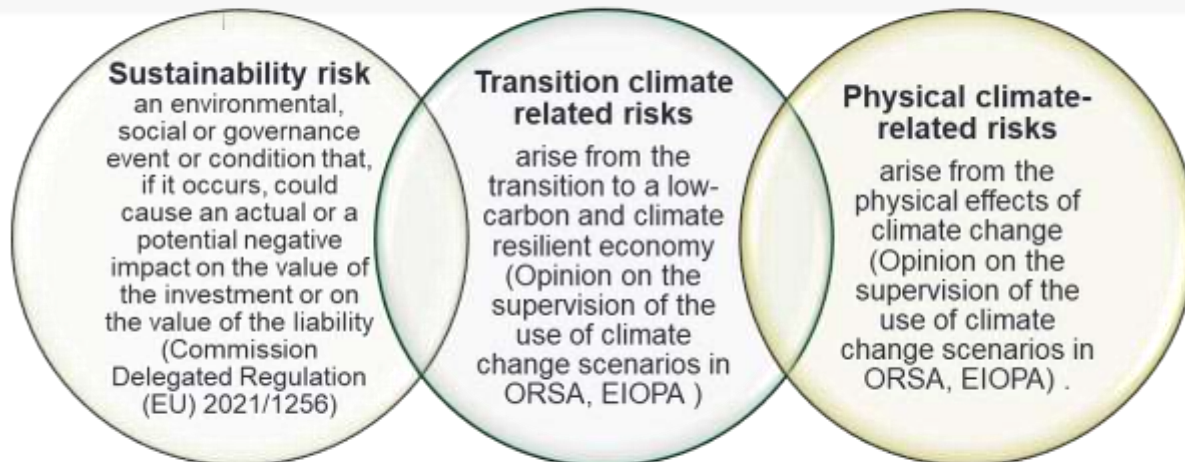 Sustainability risk
an environmental,
social or governance
event or condition that,
if it occurs, could
cause an actual or a
potential negative
impact on the value of
the investment or on
the value of the liability
(Commission
Delegated Regulation
(EU) 2021/1256)
Transition climate
related risks
arise from the
transition to a low-
carbon and climate
resilient economy
(Opinion on the
supervision of the
use of climate
change scenarios in
ORSA, EIOPA )
Physical climate-
related risks
arise from the
physical effects of
climate change
(Opinion on the
supervision of the
use of climate
change scenarios in
ORSA, EIOPA) .